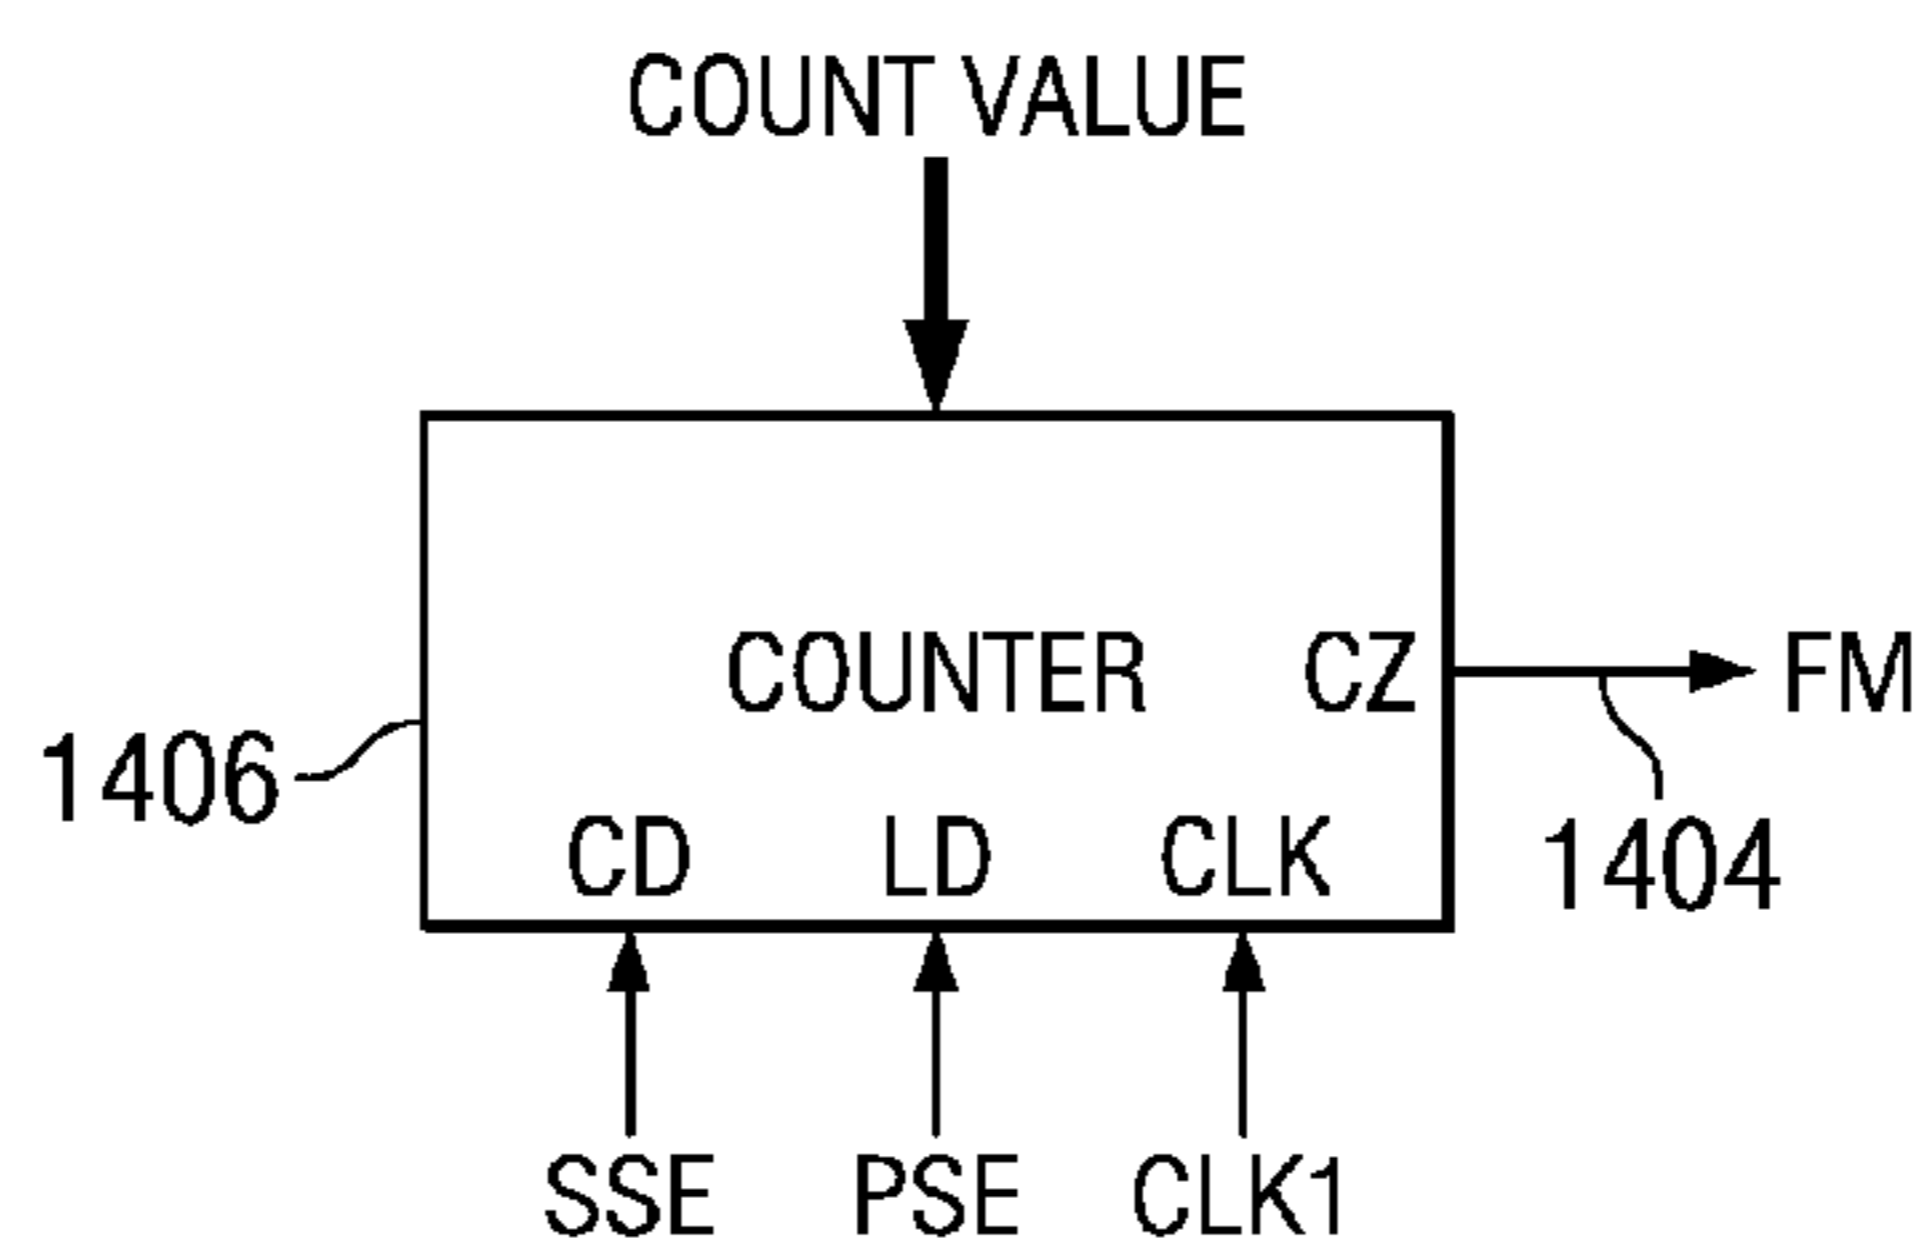 COUNT VALUE
COUNTER CZ
1406
CD LD CLK
FM
1404
SSE PSE CLK1